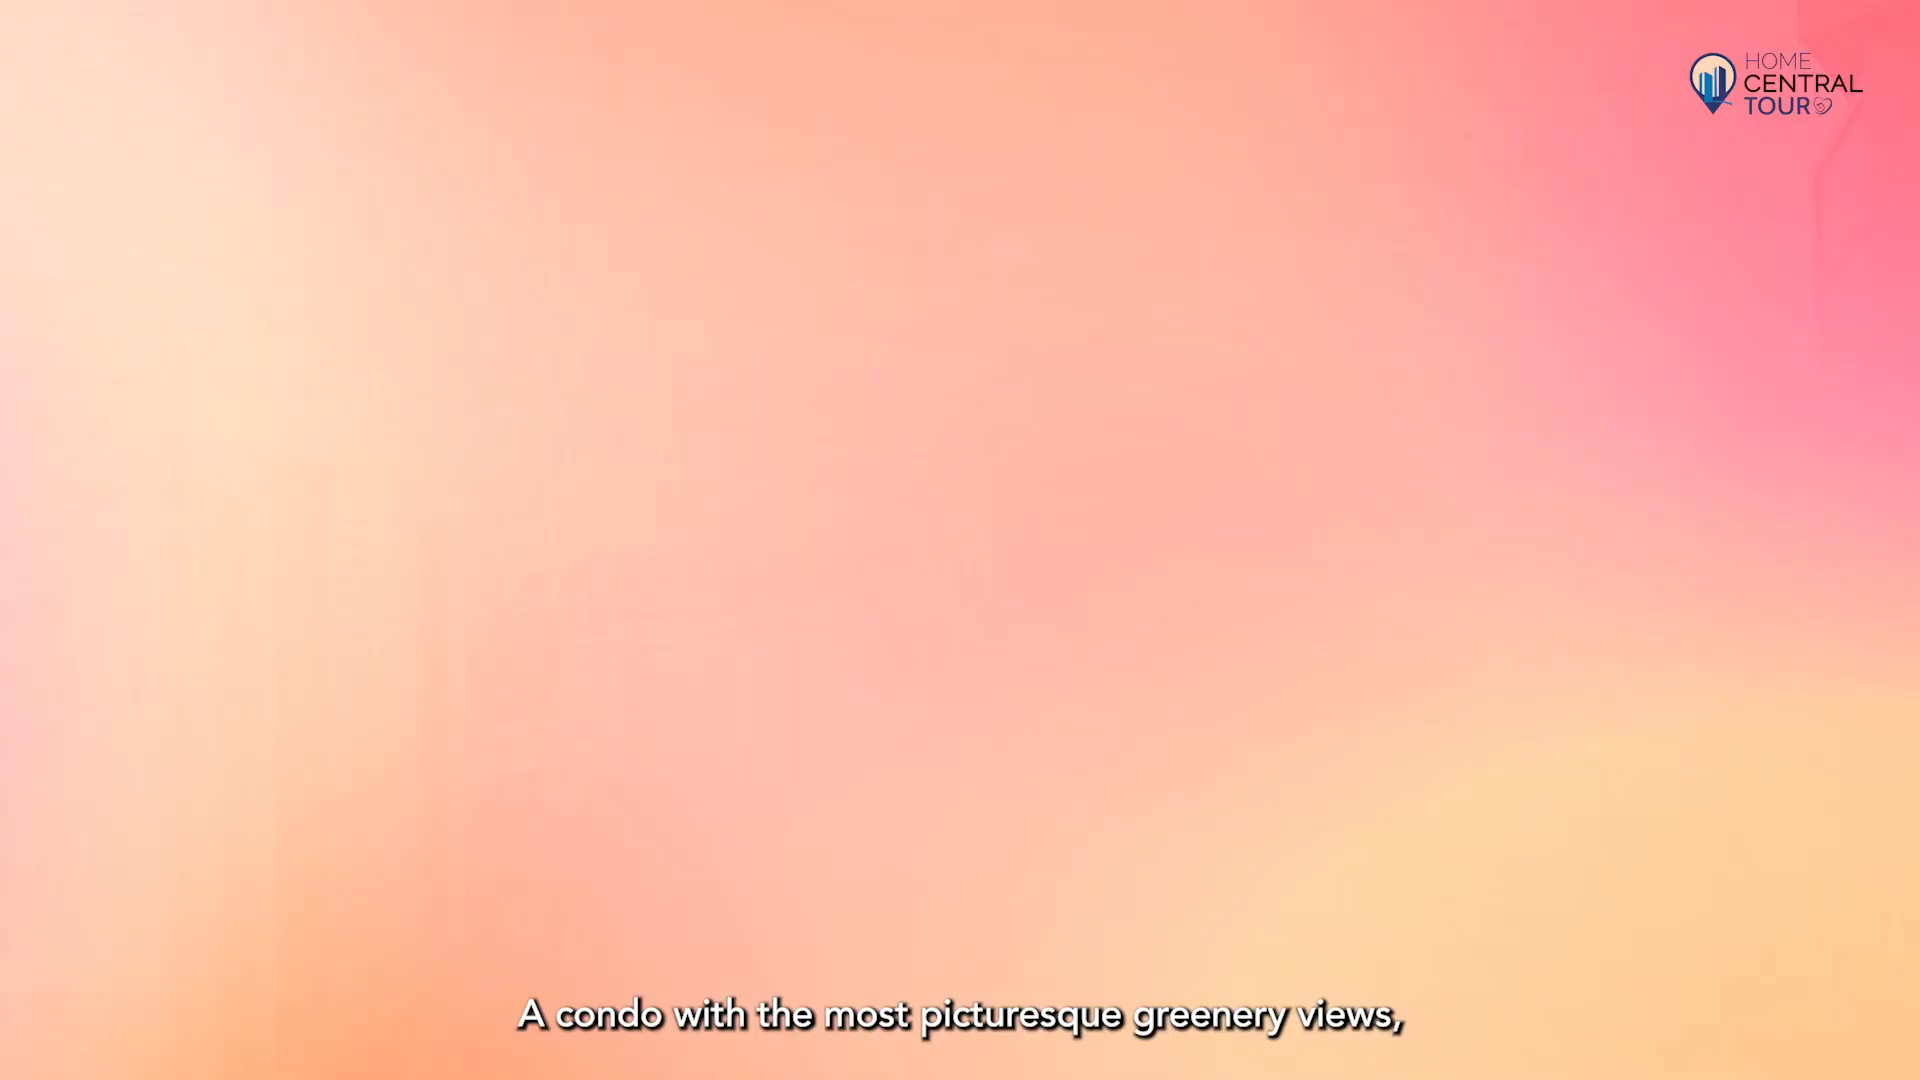 HOME
CENTRAL
TOUR
A condo with the most picturesque greenery views,